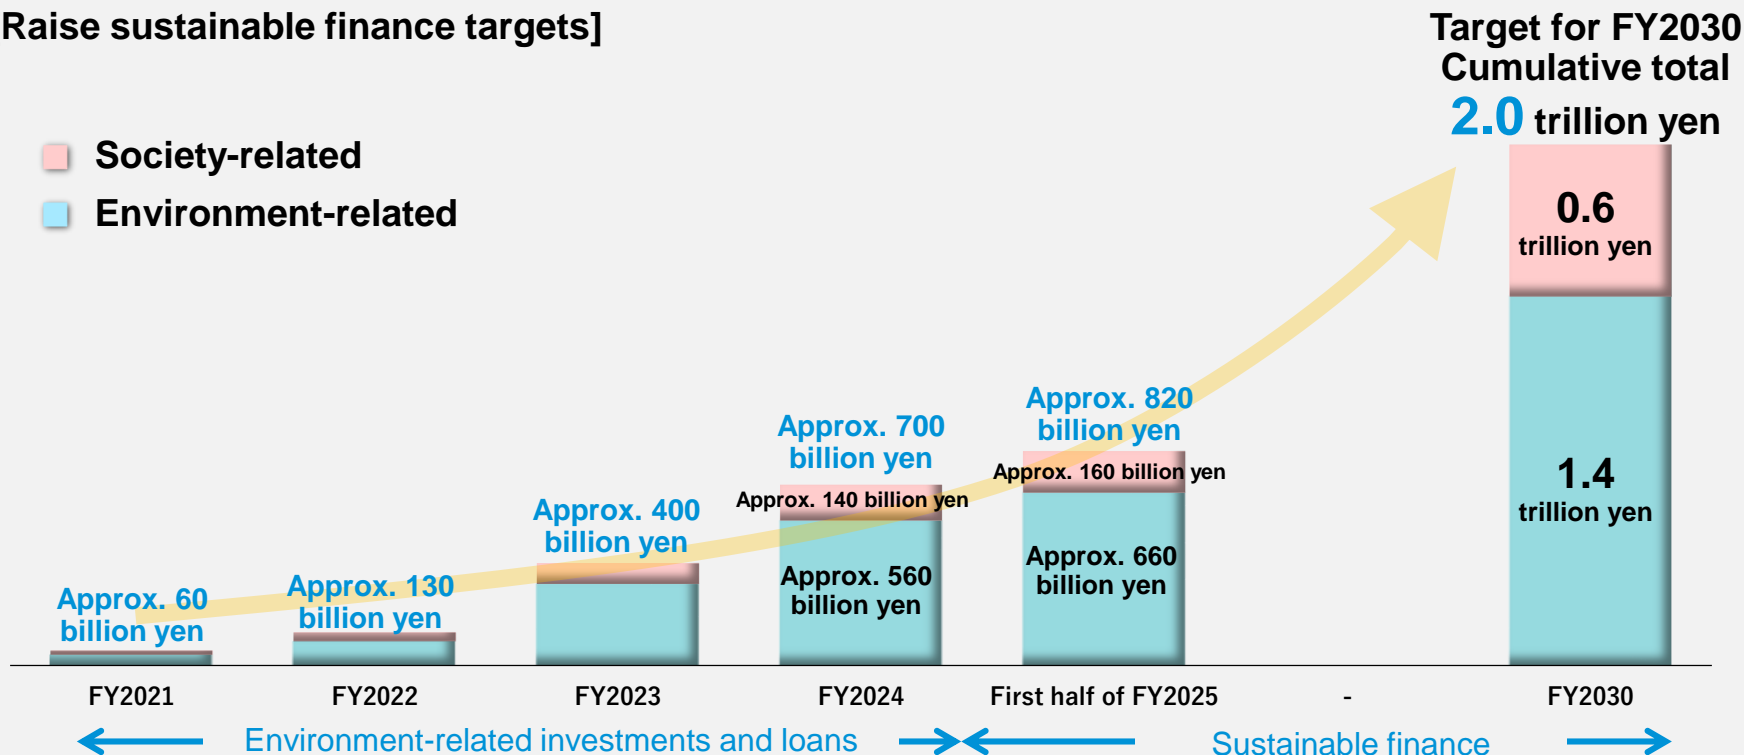 Raise sustainable finance targets]
Target for FY2030
Cumulative total
2.0 trillion yen
Society-related
Environment-related
0.6
trillion yen
1.4
trillion yen
Approx. 820
billion yen
Approx. 160 billion yen
Approx. 660
billion yen
Approx. 700
billion yen
Approx. 140 billion yen
Approx. 560
billion yen
Approx. 400
billion yen
Approx. 130
billion yen
Approx. 60
billion yen
FY2021
FY2022
FY2023
FY2024
First half of FY2025
-
FY2030
Environment-related investments and loans
Sustainable finance